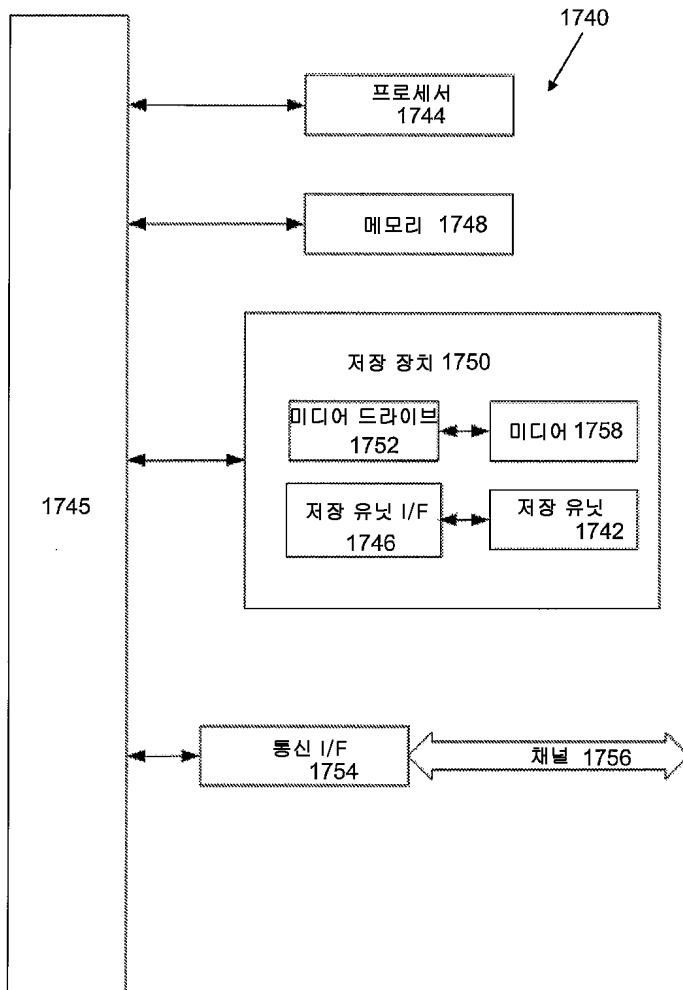 1740
프로세서
1744
메모리 1748
저장 장치 1750
미디어 드라이브
1752
미디어 1758
저장 유닛 I/F
1746
저장 유닛
1742
1745
통신 I/F
1754
채널 1756